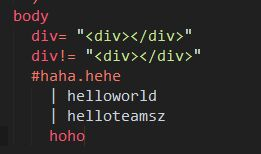 body
div= "<div></div>"
div!= "<div></div>"
#haha.hehe
| helloworld
| helloteamsz
hoho